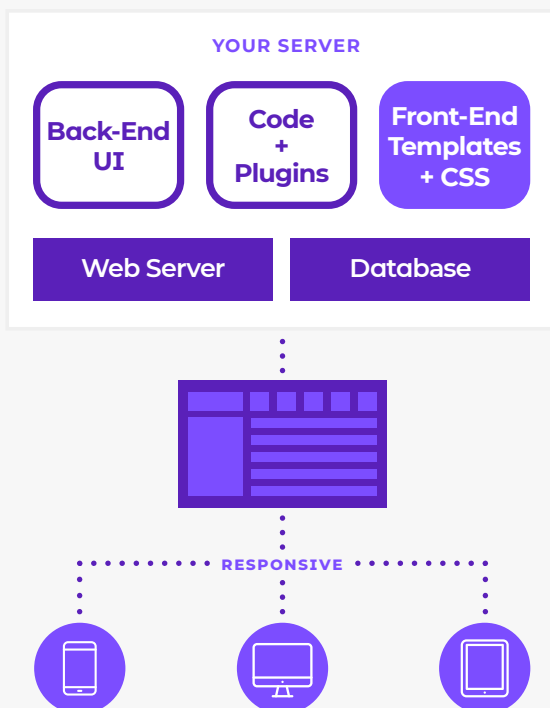 YOUR SERVER
Back-End
UI
Code
+
Plugins
Front-End
Templates
+ CSS
Web Server
Database
RESPONSIVE